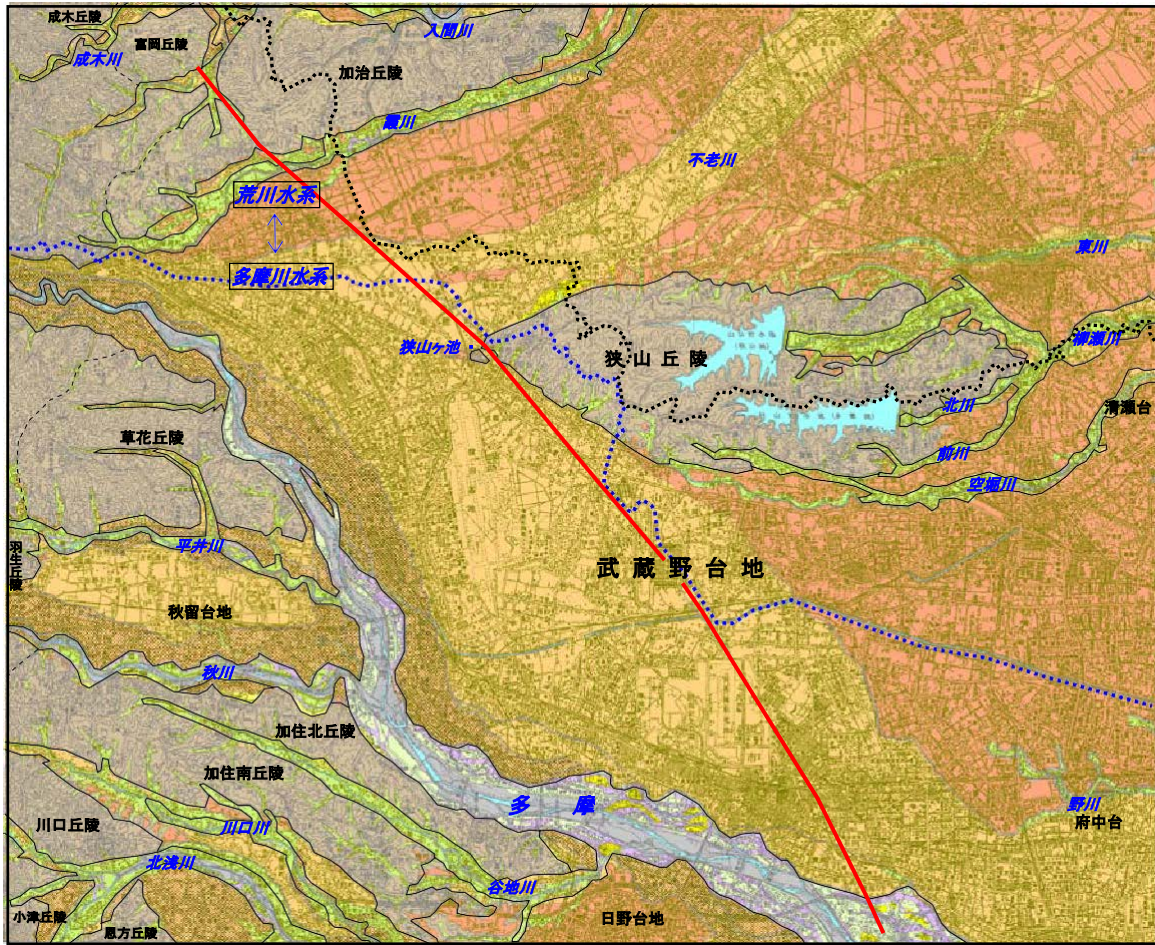 成木丘陵
富岡丘陵
成木川
入間川
加治丘陵
霞川
不老川
荒川水系
多摩川水系
東川
狭山ヶ池
狭山丘陵
柳瀬川
北川
清瀬台
前川
空堀川
草花丘陵
平井川
羽生丘陵
武蔵野台地
秋留台地
秋川
加住北丘陵
加住南丘陵
多摩
野川
府中台
川口丘陵
川口川
北浅川
谷地川
小津丘陵
恩方丘陵
日野台地